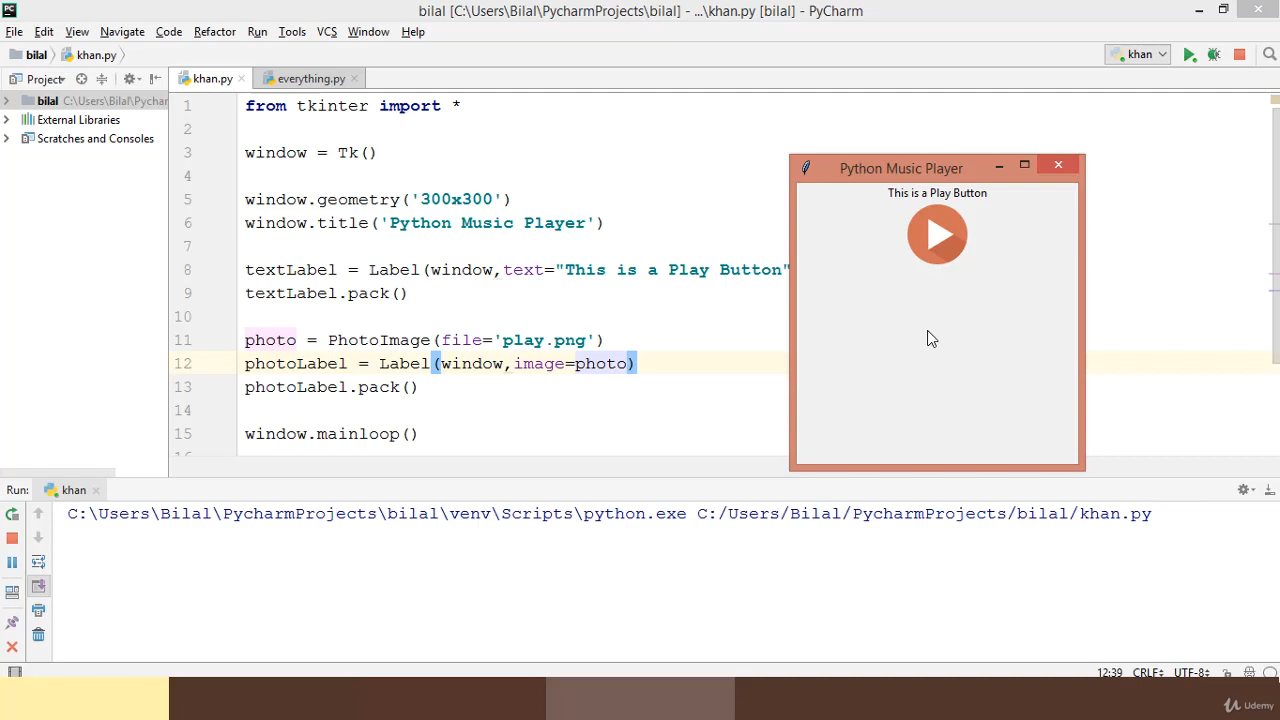 bilal [C:\Users\Bilal\PycharmProjects\bilal] - ...\khan.py [bilal] - PyCharm
File Edit View Navigate Code Refactor Run Tools VCS Window Help
bilal khan.py khan
Project khan.py everything.py
bilal C:\Users\Bilal\Pychar
External Libraries
Scratches and Consoles
1 from tkinter import *
2
3 window = Tk()
4
5 window.geometry('300x300')
6 window.title('Python Music Player')
7
8 textLabel = Label(window,text="This is a Play Button"
9 textLabel.pack()
10
11 photo = PhotoImage(file='play.png')
12 photoLabel = Label(window,image=photo)
13 photoLabel.pack()
14
15 window.mainloop()
Python Music Player
This is a Play Button
Run: khan
C:\Users\Bilal\PycharmProjects\bilal\venv\Scripts\python.exe C:/Users/Bilal/PycharmProjects/bilal/khan.py
12:39 CRLF UTF-8
Udemy